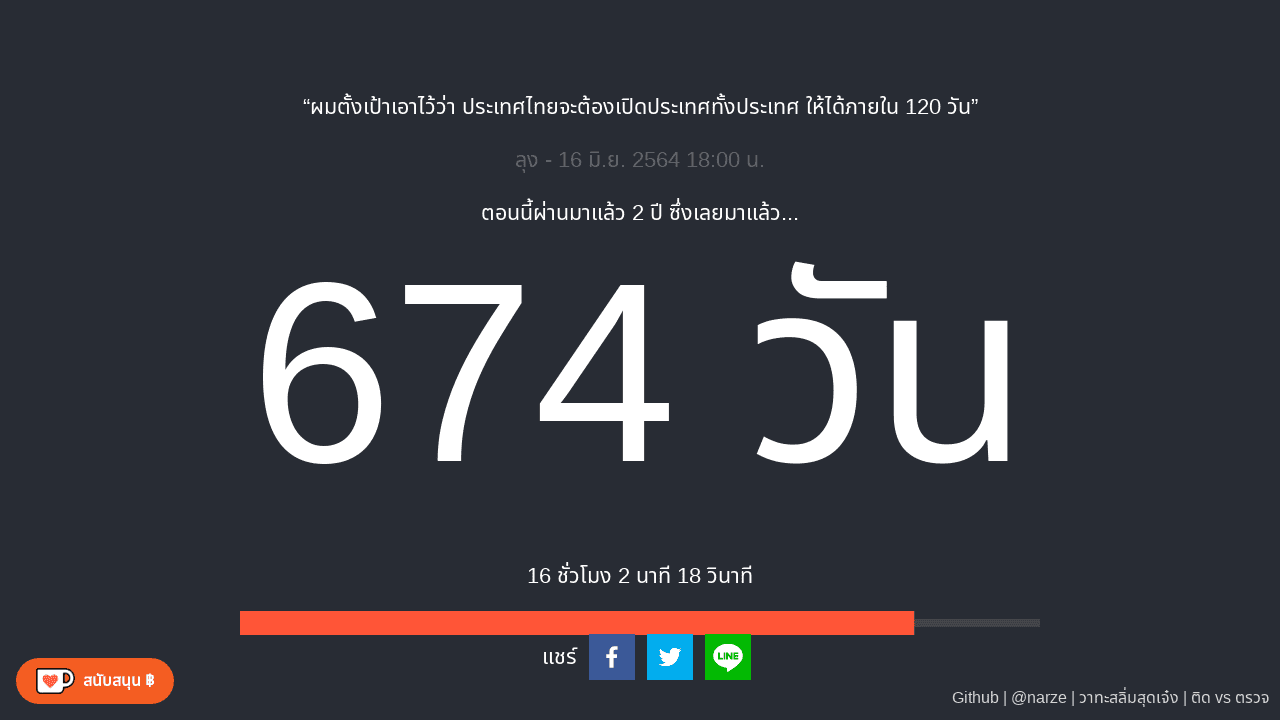 “ผมตั้งเป้าเอาไว้ว่า ประเทศไทยจะต้องเปิดประเทศทั้งประเทศ ให้ได้ภายใน 120 วัน”
ลุง - 16 มิ.ย. 2564 18:00 น.
ตอนนี้ผ่านมาแล้ว 2 ปี ซึ่งเลยมาแล้ว...
674 วัน
16 ชั่วโมง 2 นาที 18 วินาที
แชร์
LINE
สนับสนุน ฿
Github | @narze | วาทะสลิ่มสุดเจ๋ง | ติด vs ตรวจ